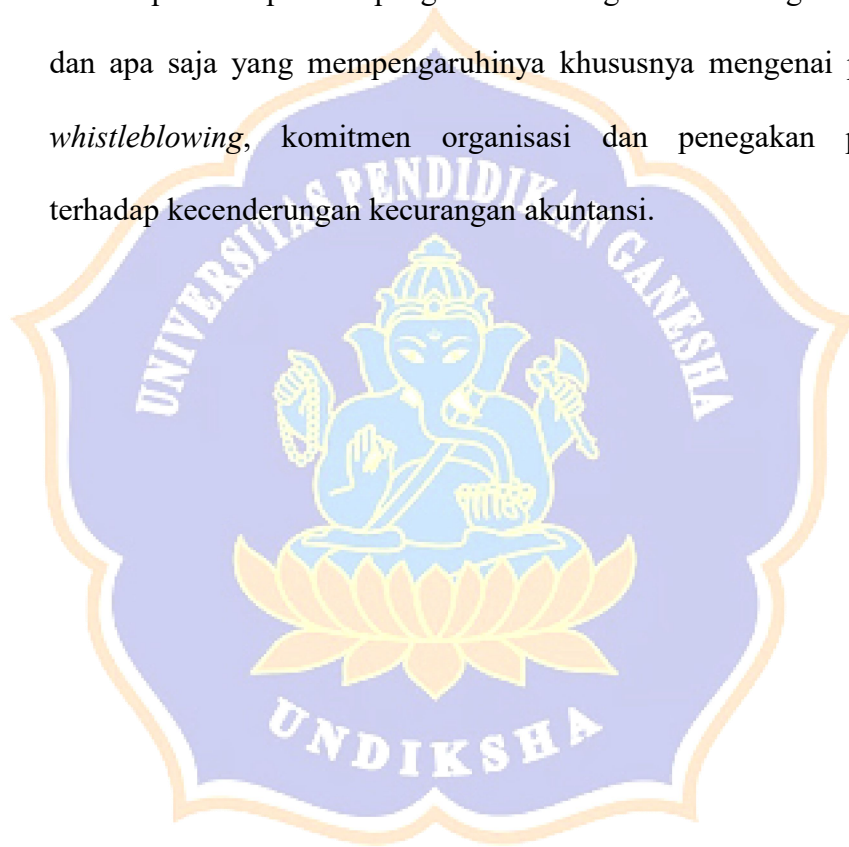 dan apa saja yang mempengaruhinya khususnya mengenai
whistleblowing, komitmen organisasi dan penegakan
terhadap kecenderungan kecurangan akuntansi.
UNIVERSITAS PENDIDIKAN GANESHA
UNDIKSHA